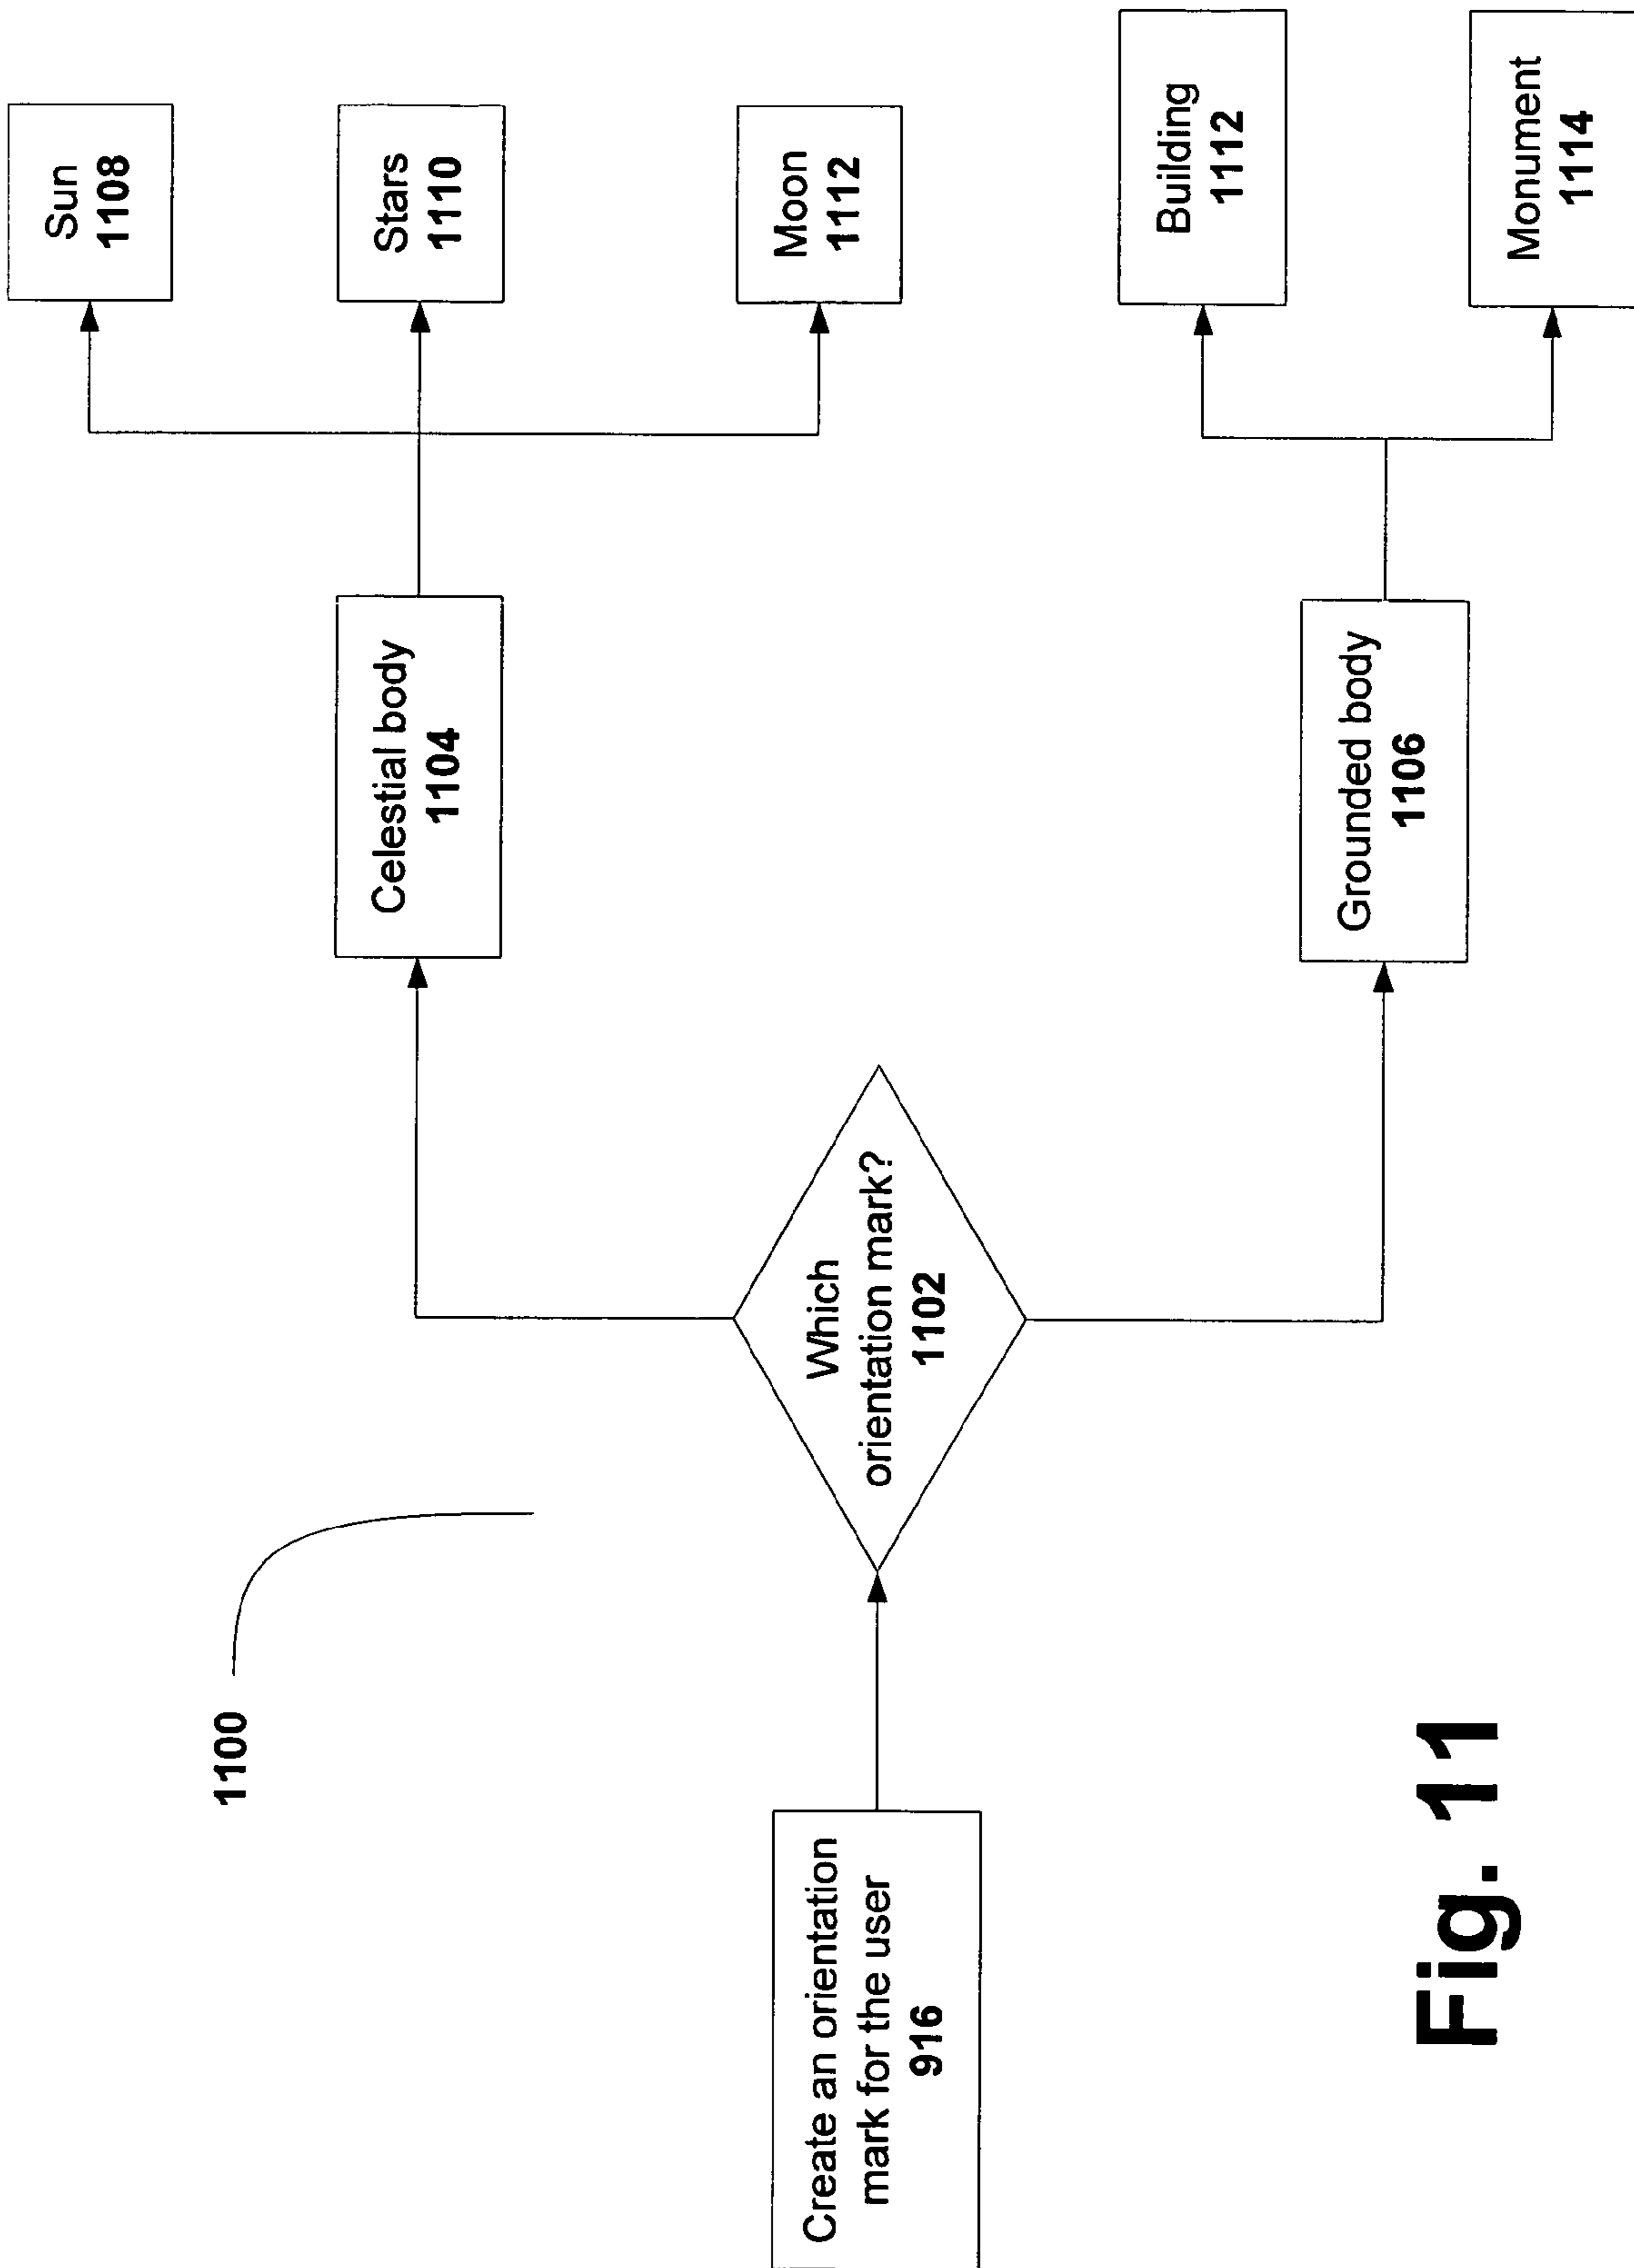 1100
Create an orientation
mark for the user
916
Which
orientation mark?
1102
Celestial body
1104
Grounded body
1106
Sun
1108
Stars
1110
Moon
1112
Building
1112
Monument
1114
Fig. 11